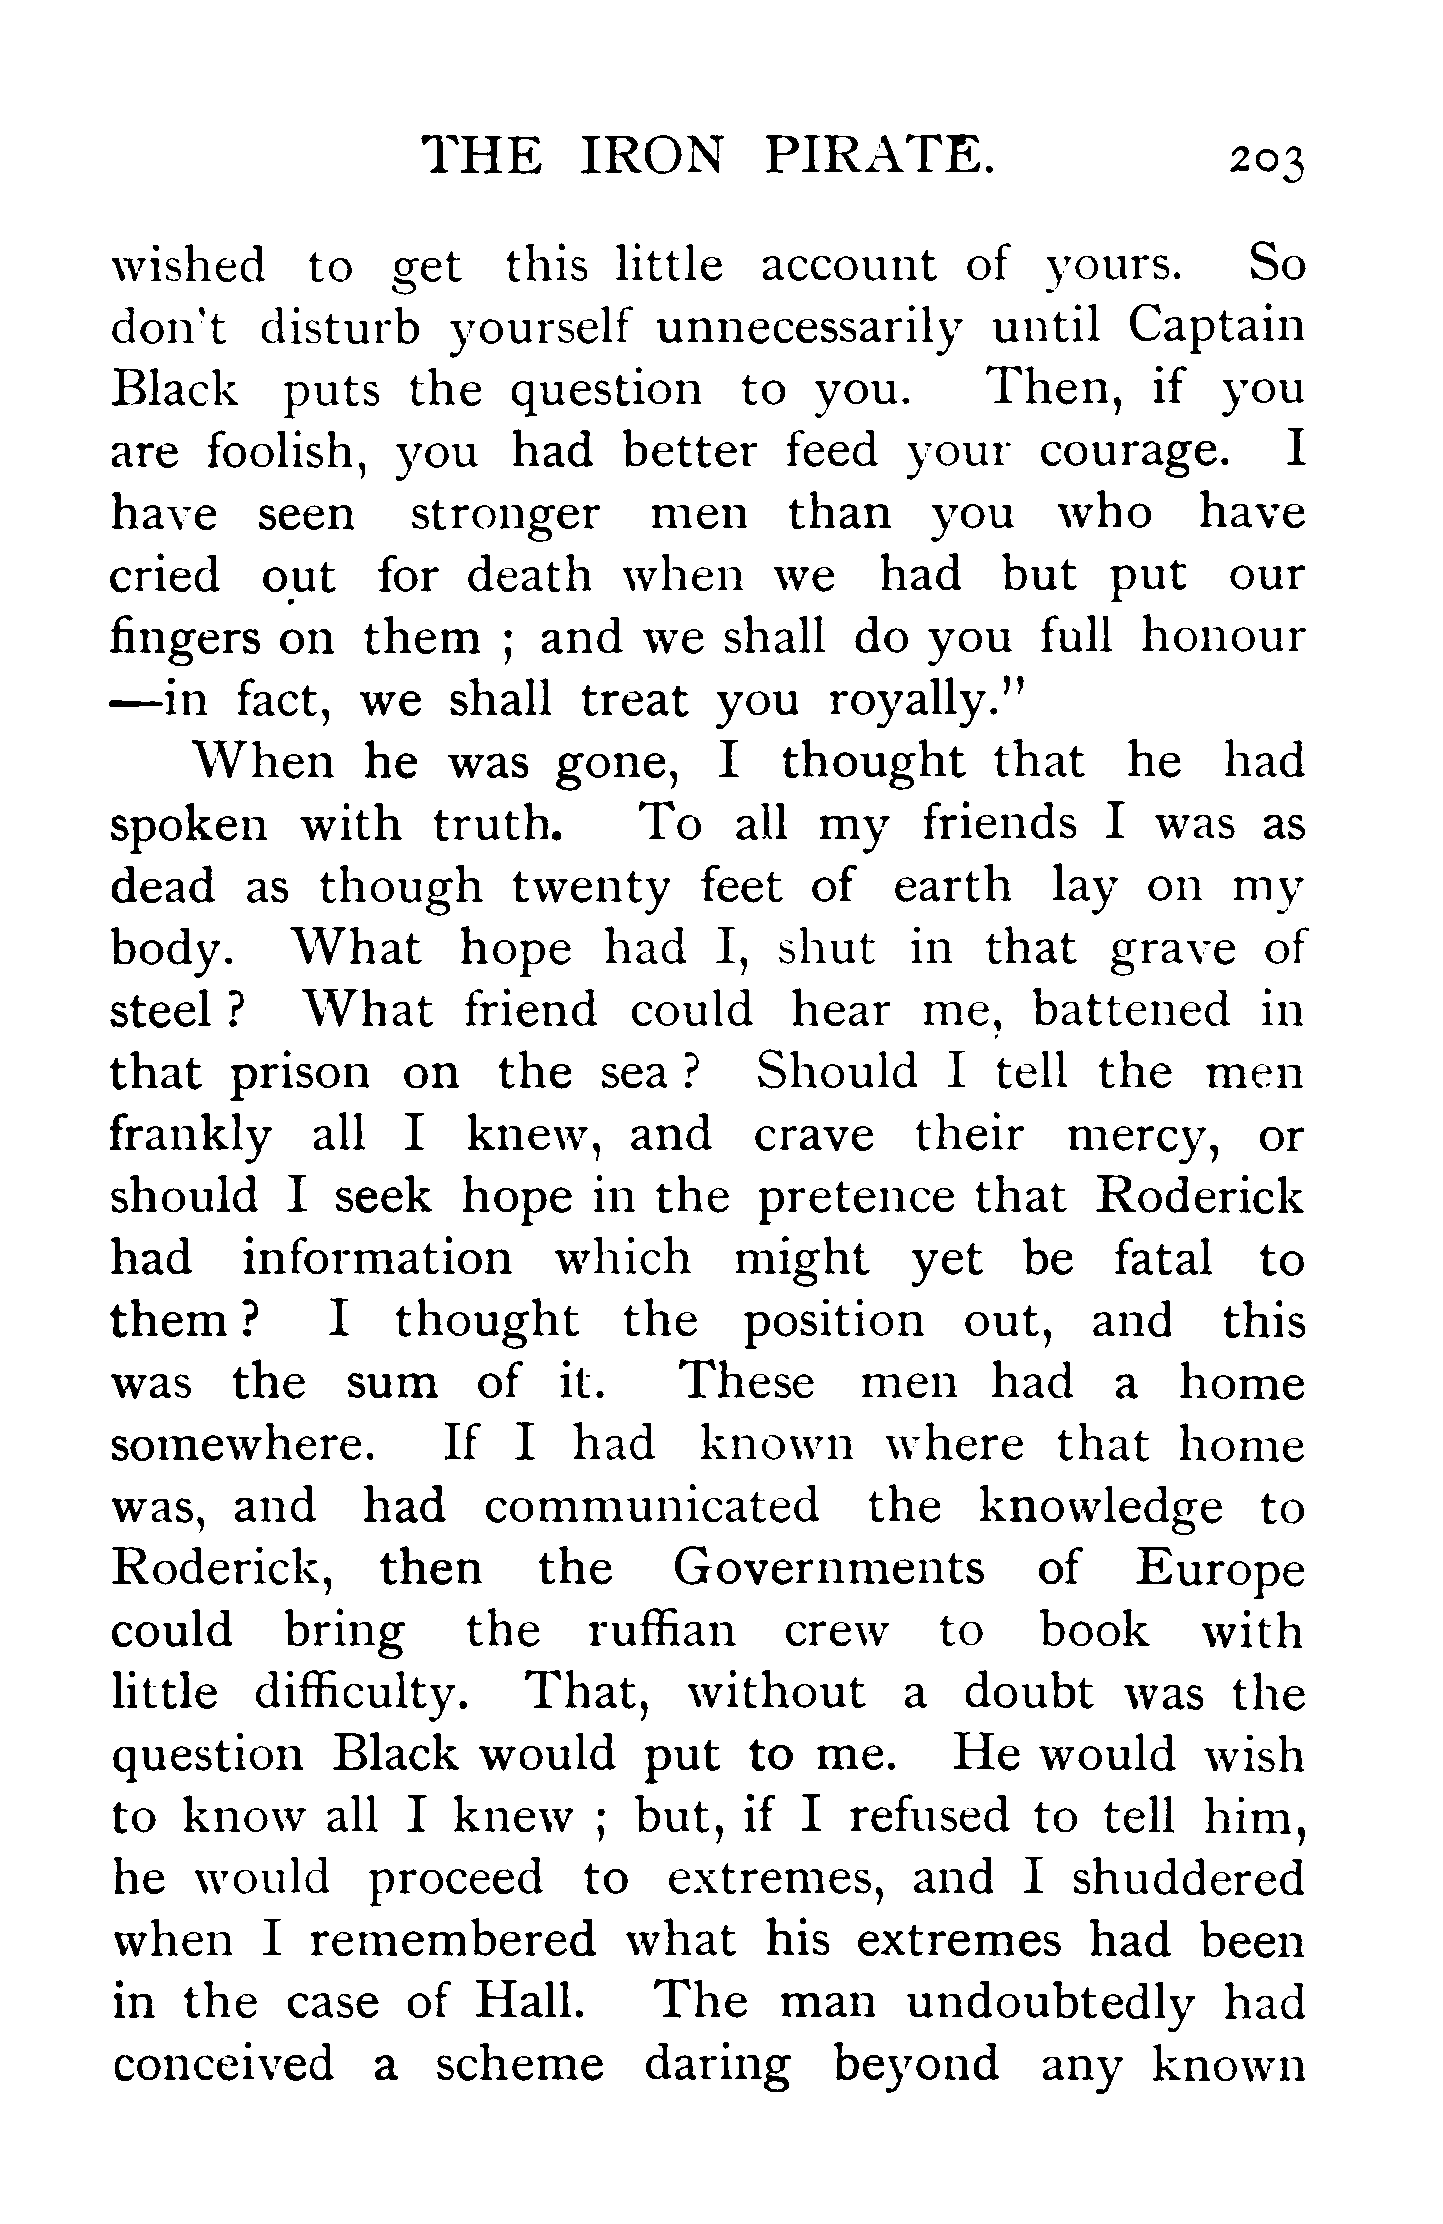 THE IRON PIRATE. 203
wished to get this little account of yours. So
don't disturb yourself unnecessarily until Captain
Black puts the question to you. Then, if you
are foolish, you had better feed your courage. I
have seen stronger men than you who have
cried out for death when we had but put our
fingers on them ; and we shall do you full honour
—in fact, we shall treat you royally."
When he was gone, I thought that he had
spoken with truth. To all my friends I was as
dead as though twenty feet of earth lay on my
body. What hope had I, shut in that grave of
steel ? What friend could hear me, battened in
that prison on the sea ? Should I tell the men
frankly all I knew, and crave their mercy, or
should I seek hope in the pretence that Roderick
had information which might yet be fatal to
them ? I thought the position out, and this
was the sum of it. These men had a home
somewhere. If I had known where that home
was, and had communicated the knowledge to
Roderick, then the Governments of Europe
could bring the ruffian crew to book with
little difficulty. That, without a doubt was the
question Black would put to me. He would wish
to know all I knew ; but, if I refused to tell him,
he would proceed to extremes, and I shuddered
when I remembered what his extremes had been
in the case of Hall. The man undoubtedly had
conceived a scheme daring beyond any known